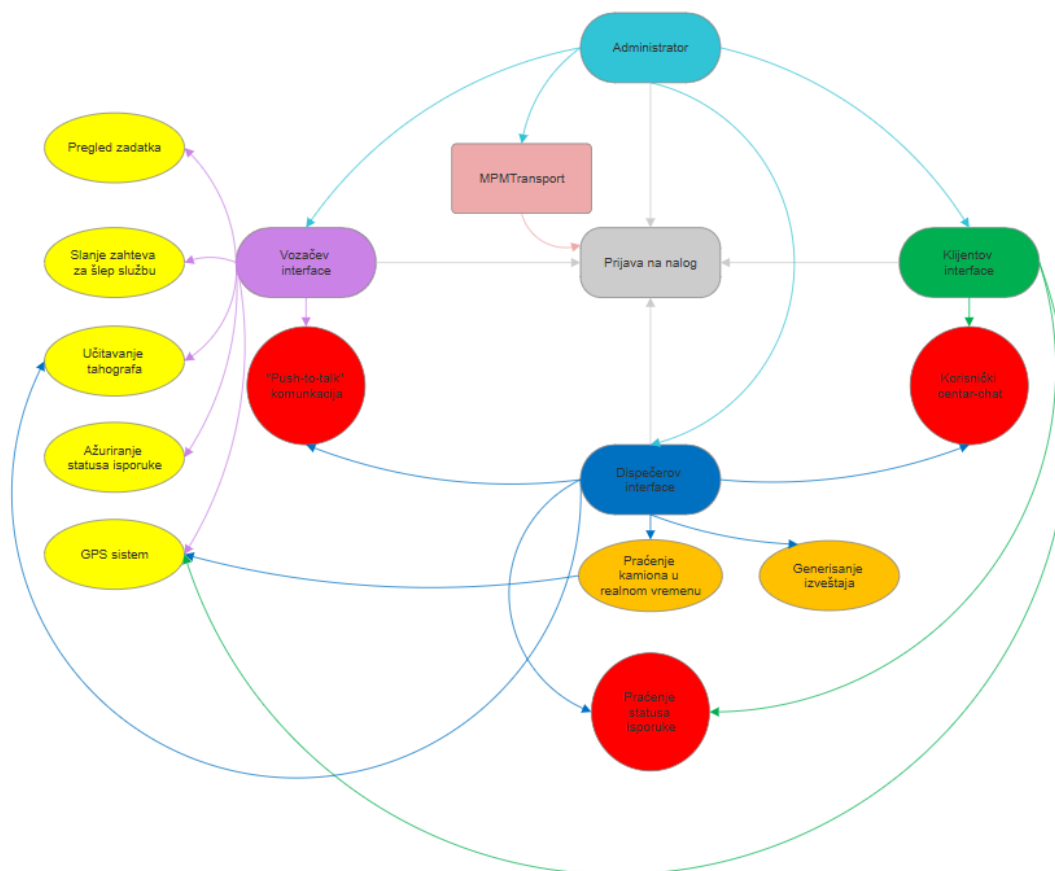 Administrator
Pregled zadatka
MPMTransport
Slanje zahteva
za šlep službu
Vozačev
interface
Prijava na nalog
Klijentov
interface
Učitavanje
tahografa
"Push-to-talk"
komunkacija
Korisnički
centar-chat
Ažuriranje
statusa isporuke
Dispečerov
interface
GPS sistem
Praćenje
kamiona u
realnom vremenu
Generisanje
izveštaja
Praćenje
statusa
isporuke